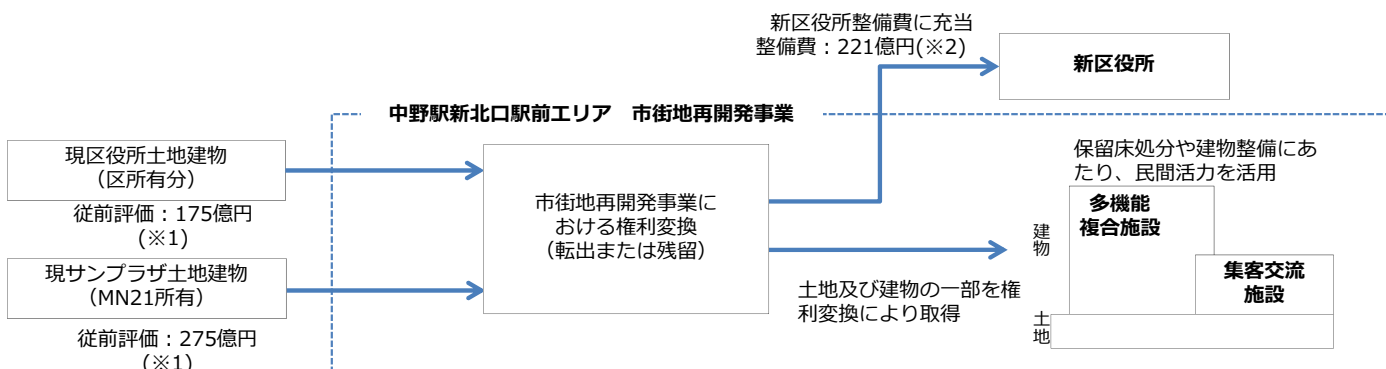 新区役所整備費に充当
整備費：221億円(※2)
新区役所
中野駅新北口駅前エリア　市街地再開発事業
現区役所土地建物
（区所有分）
従前評価：175億円
(※1)
現サンプラザ土地建物
（MN21所有）
従前評価：275億円
(※1)
市街地再開発事業に
おける権利変換
（転出または残留）
土地及び建物の一部を権
利変換により取得
保留床処分や建物整備にあ
たり、民間活力を活用
建物
多機能
複合施設
集客交流
施設
土地